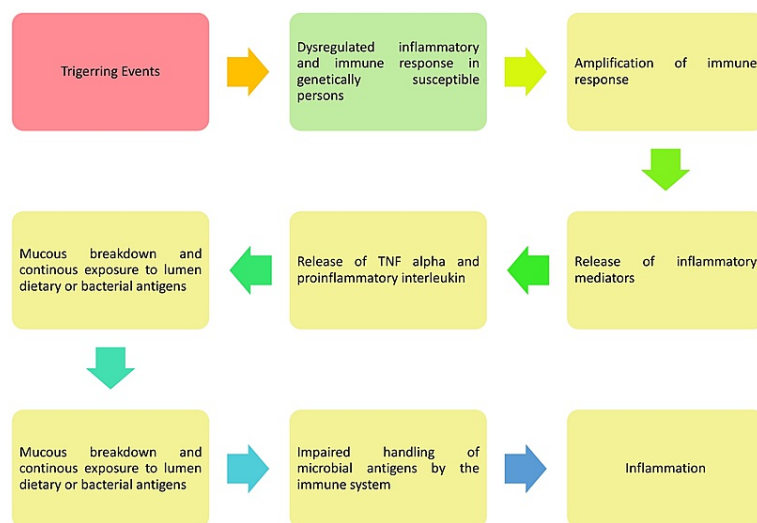 Trigerring Events
Dysregulated inflammatory
and immune response in
genetically susceptible
persons
Amplification of immune
response
Release of inflammatory
mediators
Release of TNF alpha and
proinflammatory interleukin
Mucous breakdown and
continous exposure to lumen
dietary or bacterial antigens
Mucous breakdown and
continous exposure to lumen
dietary or bacterial antigens
Impaired handling of
microbial antigens by the
immune system
Inflammation